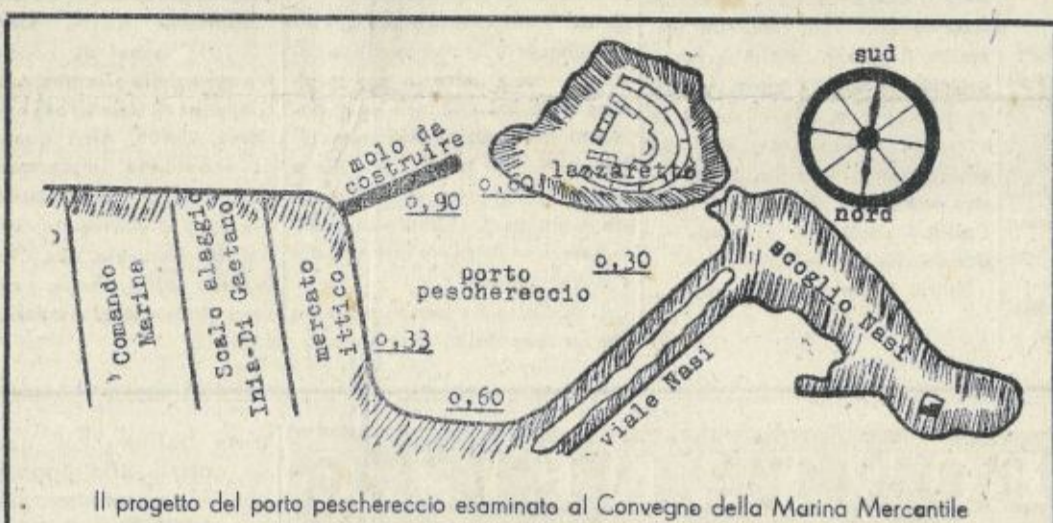 sud
nord
molo da
costruire
0,90
0,60
lazzaretto
0,30
porto
peschereccio
scoglio Nasi
Comando
Marina
Scalo alaggio
Inia-Di Gaetano
mercato
ittico
0,33
0,60
viale Nasi
Il progetto del porto peschereccio esaminato al Convegno della Marina Mercantile